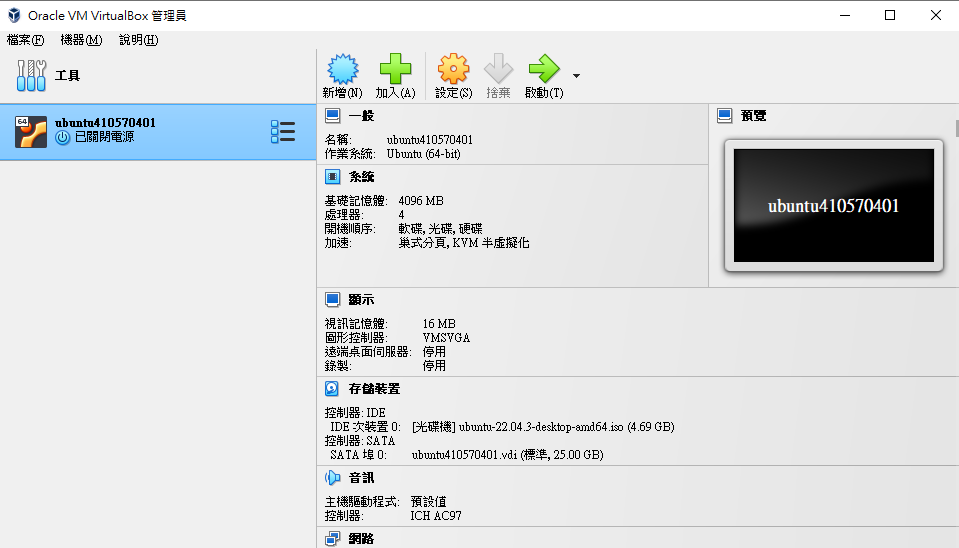 Oracle VM VirtualBox 管理員
檔案(F) 機器(M) 說明(H)
工具
新增(N) 加入(A) 設定(S) 捨棄 啟動(T)
64
ubuntu410570401
已關閉電源
一般
名稱: ubuntu410570401
作業系統: Ubuntu (64-bit)
預覽
ubuntu410570401
系統
基礎記憶體: 4096 MB
處理器: 4
開機順序: 軟碟, 光碟, 硬碟
加速: 巢式分頁, KVM 半虛擬化
顯示
視訊記憶體: 16 MB
圖形控制器: VMSVGA
遠端桌面伺服器: 停用
錄製: 停用
存儲裝置
控制器: IDE
IDE 次裝置 0: [光碟機] ubuntu-22.04.3-desktop-amd64.iso (4.69 GB)
控制器: SATA
SATA 埠 0: ubuntu410570401.vdi (標準, 25.00 GB)
音訊
主機驅動程式: 預設值
控制器: ICH AC97
網路